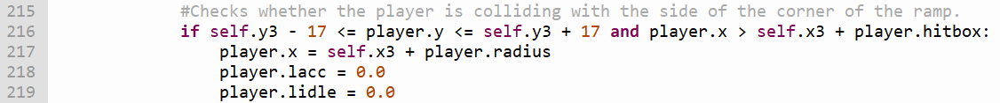 215 #Checks whether the player is colliding with the side of the corner of the ramp.
216 if self.y3 - 17 <= player.y <= self.y3 + 17 and player.x > self.x3 + player.hitbox:
217 player.x = self.x3 + player.radius
218 player.lacc = 0.0
219 player.lidle = 0.0